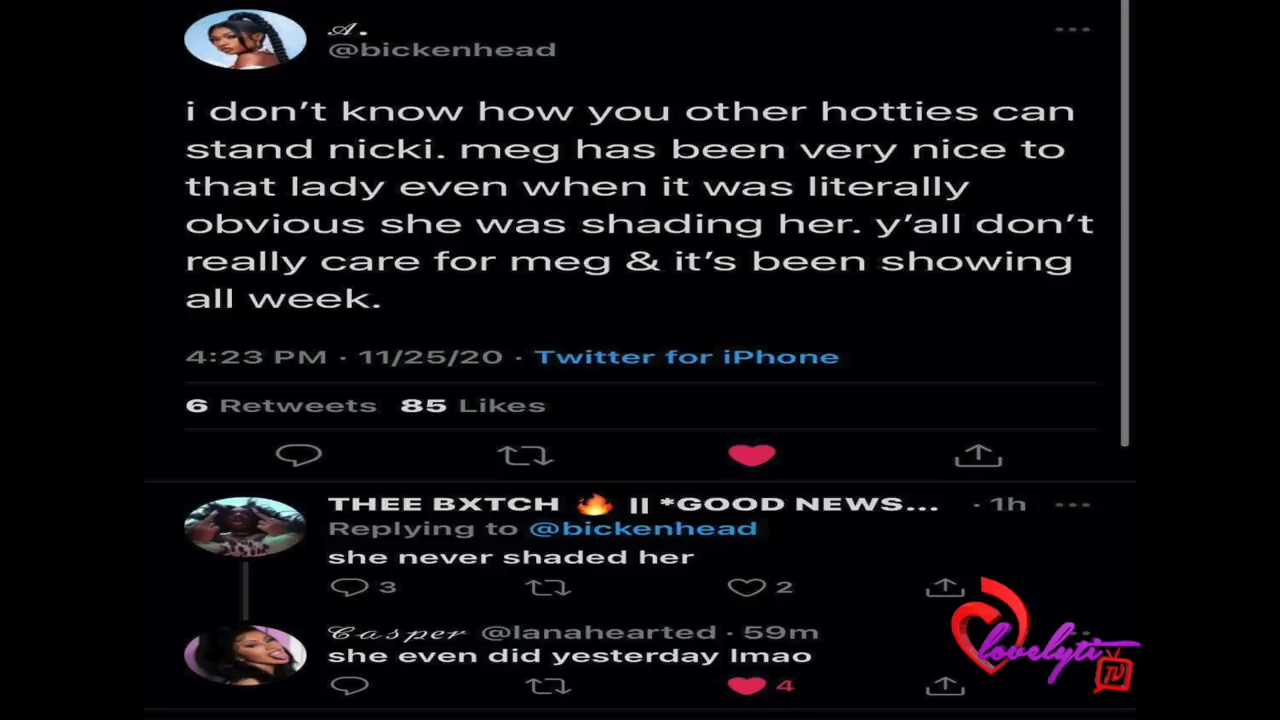 𝒜.
@bickenhead
i don't know how you other hotties can
stand nicki. meg has been very nice to
that lady even when it was literally
obvious she was shading her. y'all don't
really care for meg & it's been showing
all week.
4:23 PM · 11/25/20 · Twitter for iPhone
6 Retweets 85 Likes
THEE BXTCH 🔥 || *GOOD NEWS... · 1h
Replying to @bickenhead
she never shaded her
3 2
𝒞𝒶𝓈𝓅𝑒𝓇 @lanahearted · 59m
she even did yesterday lmao
4
lovelyti
TV